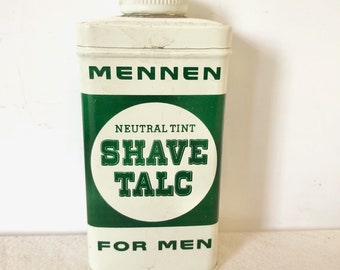 MENNEN
NEUTRAL TINT
SHAVE
TALC
FOR MEN